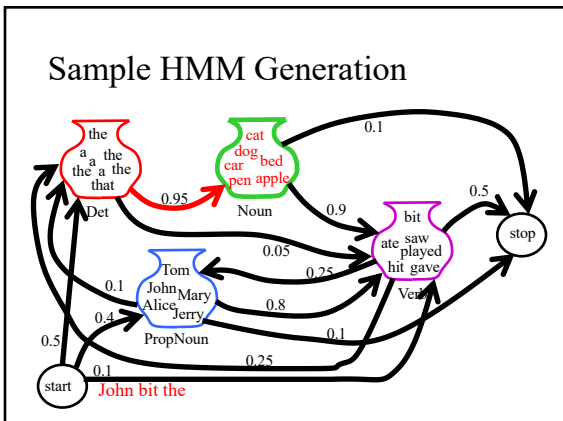 Sample HMM Generation
the
a a the
the a the
that
Det
0.95
cat
dog
car bed
pen apple
Noun
0.1
0.9
0.05
bit
ate saw
played
hit gave
Verb
0.5
stop
Tom
John Mary
Alice Jerry
PropNoun
0.25
0.8
0.1
0.1
0.4
0.5
0.1
0.25
start
John bit the